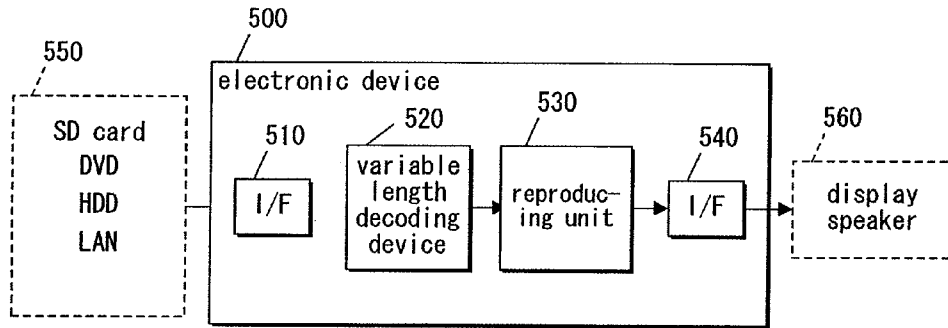 550
SD card
DVD
HDD
LAN
500
electronic device
510
I/F
520
variable
length
decoding
device
530
reproduc-
ing unit
540
I/F
560
display
speaker